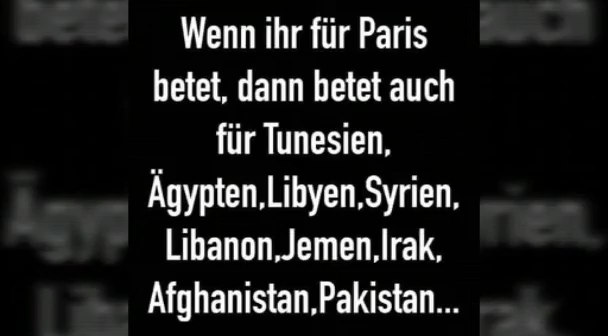 Wenn ihr für Paris
betet, dann betet auch
für Tunesien,
Ägypten,Libyen,Syrien,
Libanon,Jemen,Irak,
Afghanistan,Pakistan...